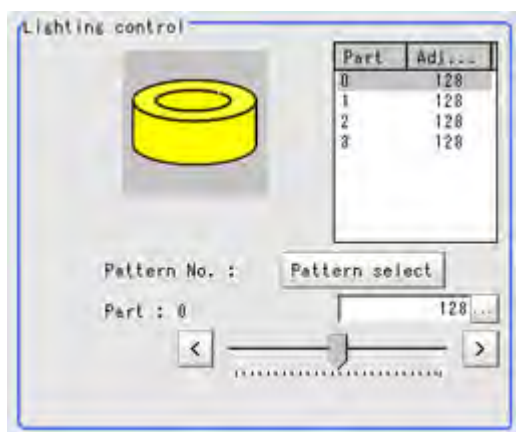 Lighting control
Part Adj...
0 128
1 128
2 128
3 128
Pattern No. : Pattern select
Part : 0 128 ...
< >